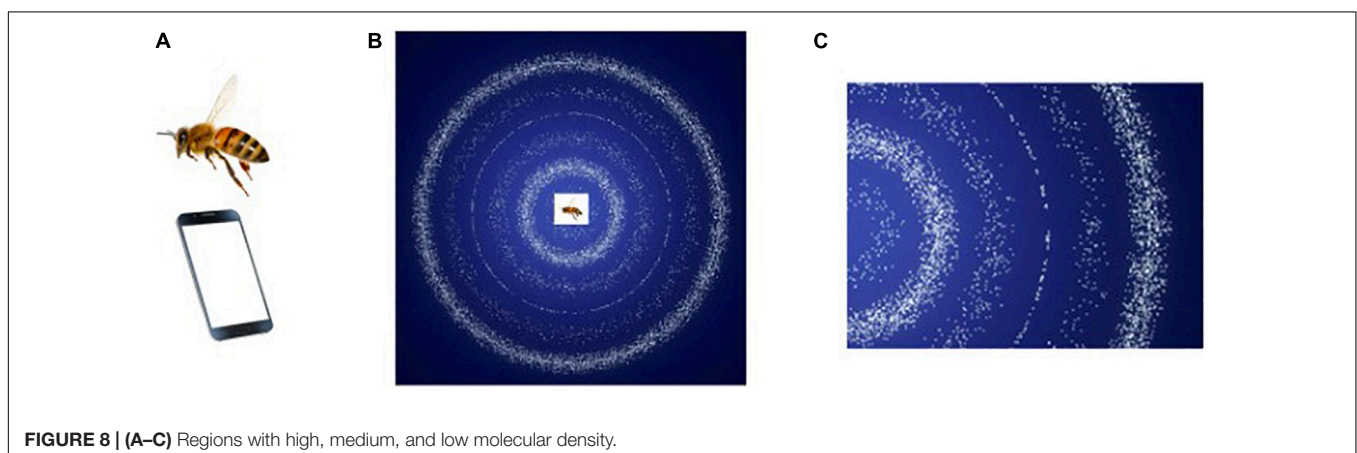 A
B
C
FIGURE 8 | (A–C) Regions with high, medium, and low molecular density.